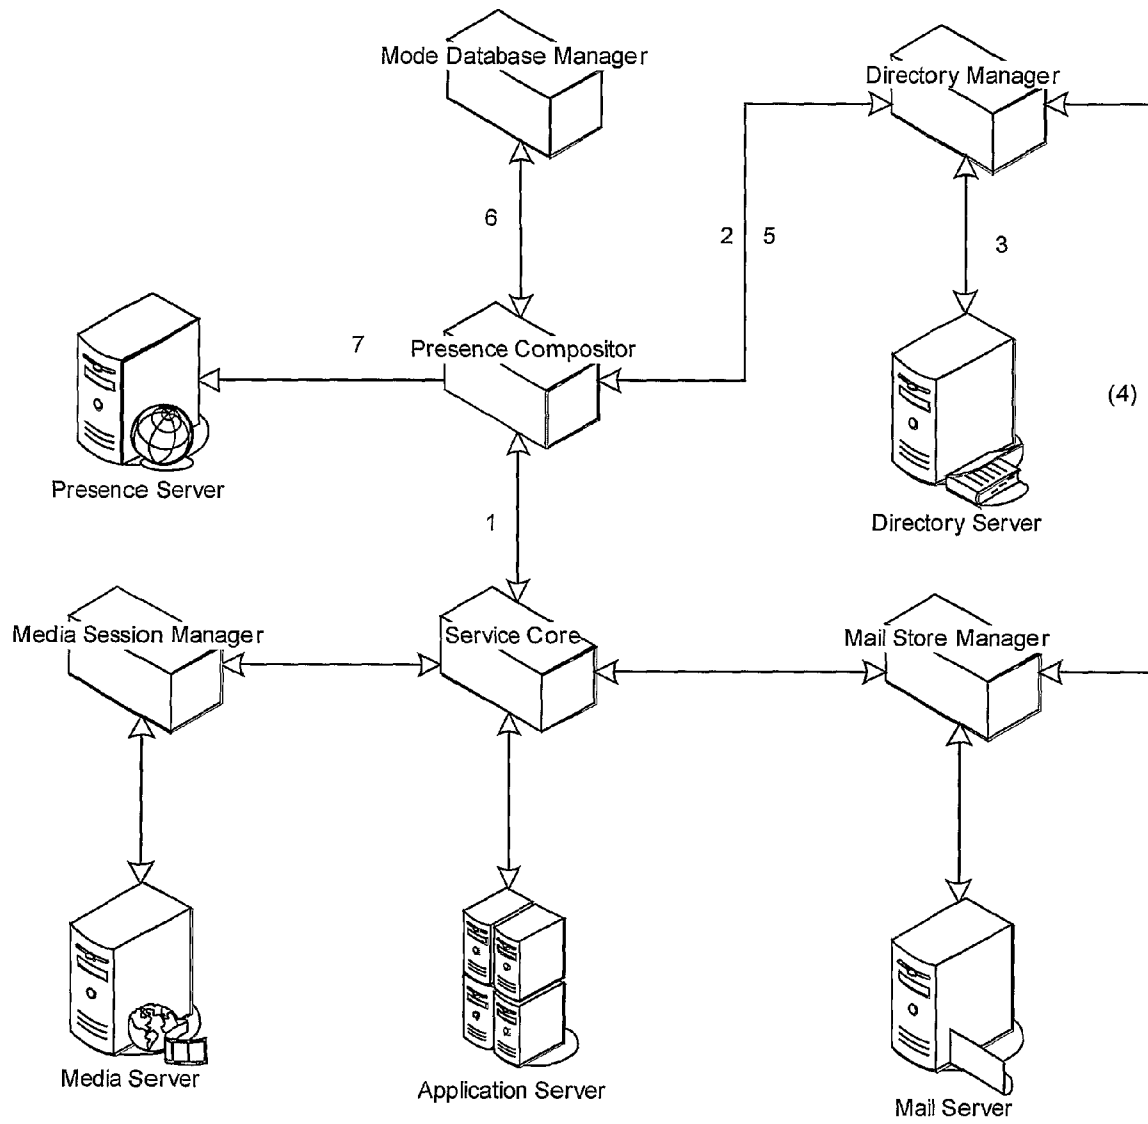 Mode Database Manager
Directory Manager
6
2 5
3
7
Presence Compositor
(4)
Presence Server
1
Directory Server
Media Session Manager
Service Core
Mail Store Manager
Media Server
Application Server
Mail Server